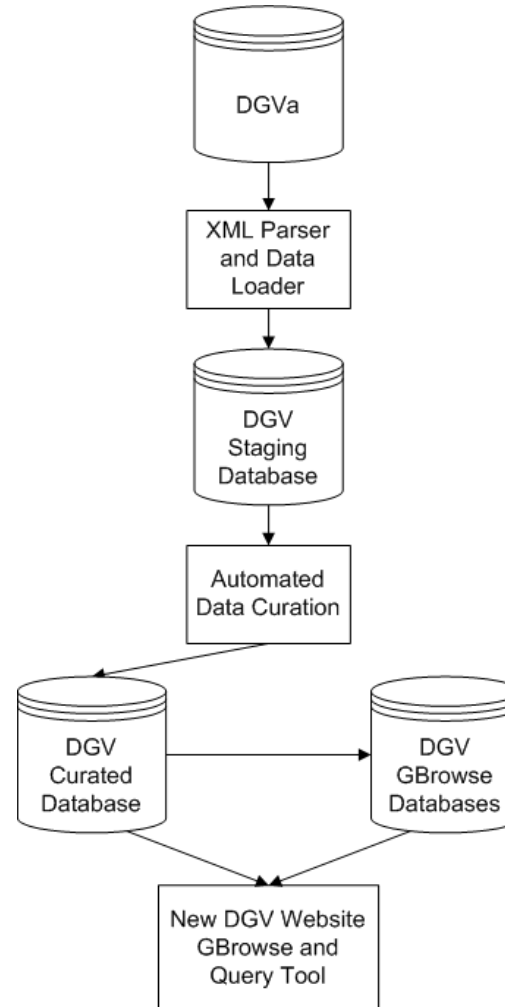 DGVa
XML Parser
and Data
Loader
DGV
Staging
Database
Automated
Data Curation
DGV
Curated
Database
DGV
GBrowse
Databases
New DGV Website
GBrowse and
Query Tool